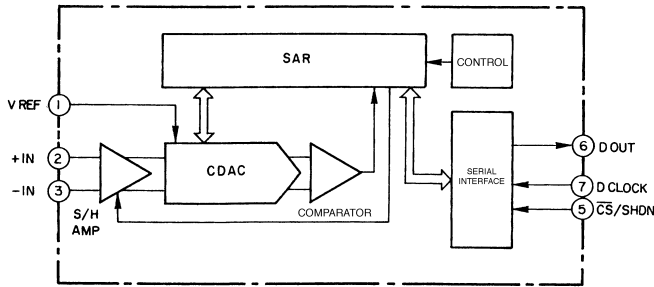 SAR
CONTROL
V REF
1
+IN
2
-IN
3
CDAC
S/H
AMP
COMPARATOR
SERIAL
INTERFACE
6
D OUT
7
D CLOCK
5
C̅S̅/SHDN